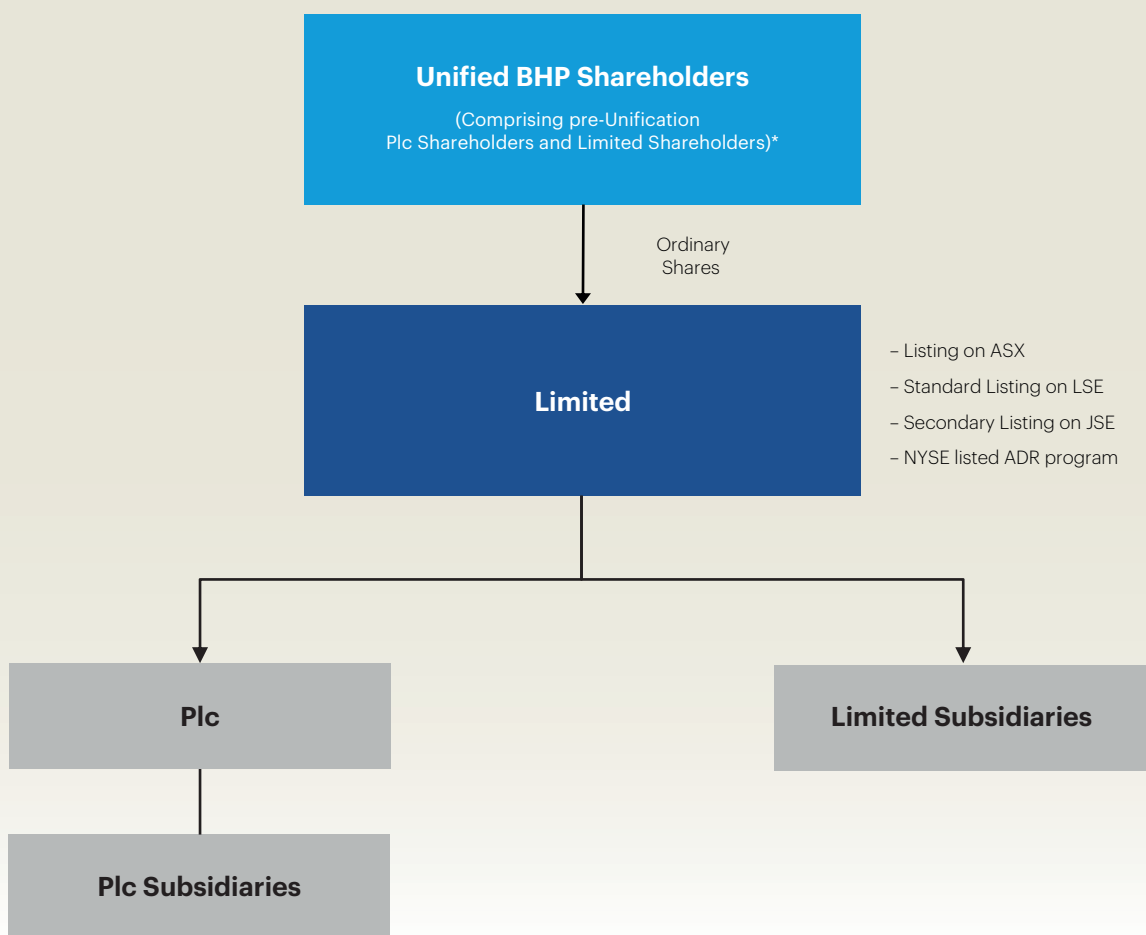 Unified BHP Shareholders
(Comprising pre-Unification
Plc Shareholders and Limited Shareholders)*
Ordinary
Shares
Limited
– Listing on ASX
– Standard Listing on LSE
– Secondary Listing on JSE
– NYSE listed ADR program
Plc
Limited Subsidiaries
Plc Subsidiaries